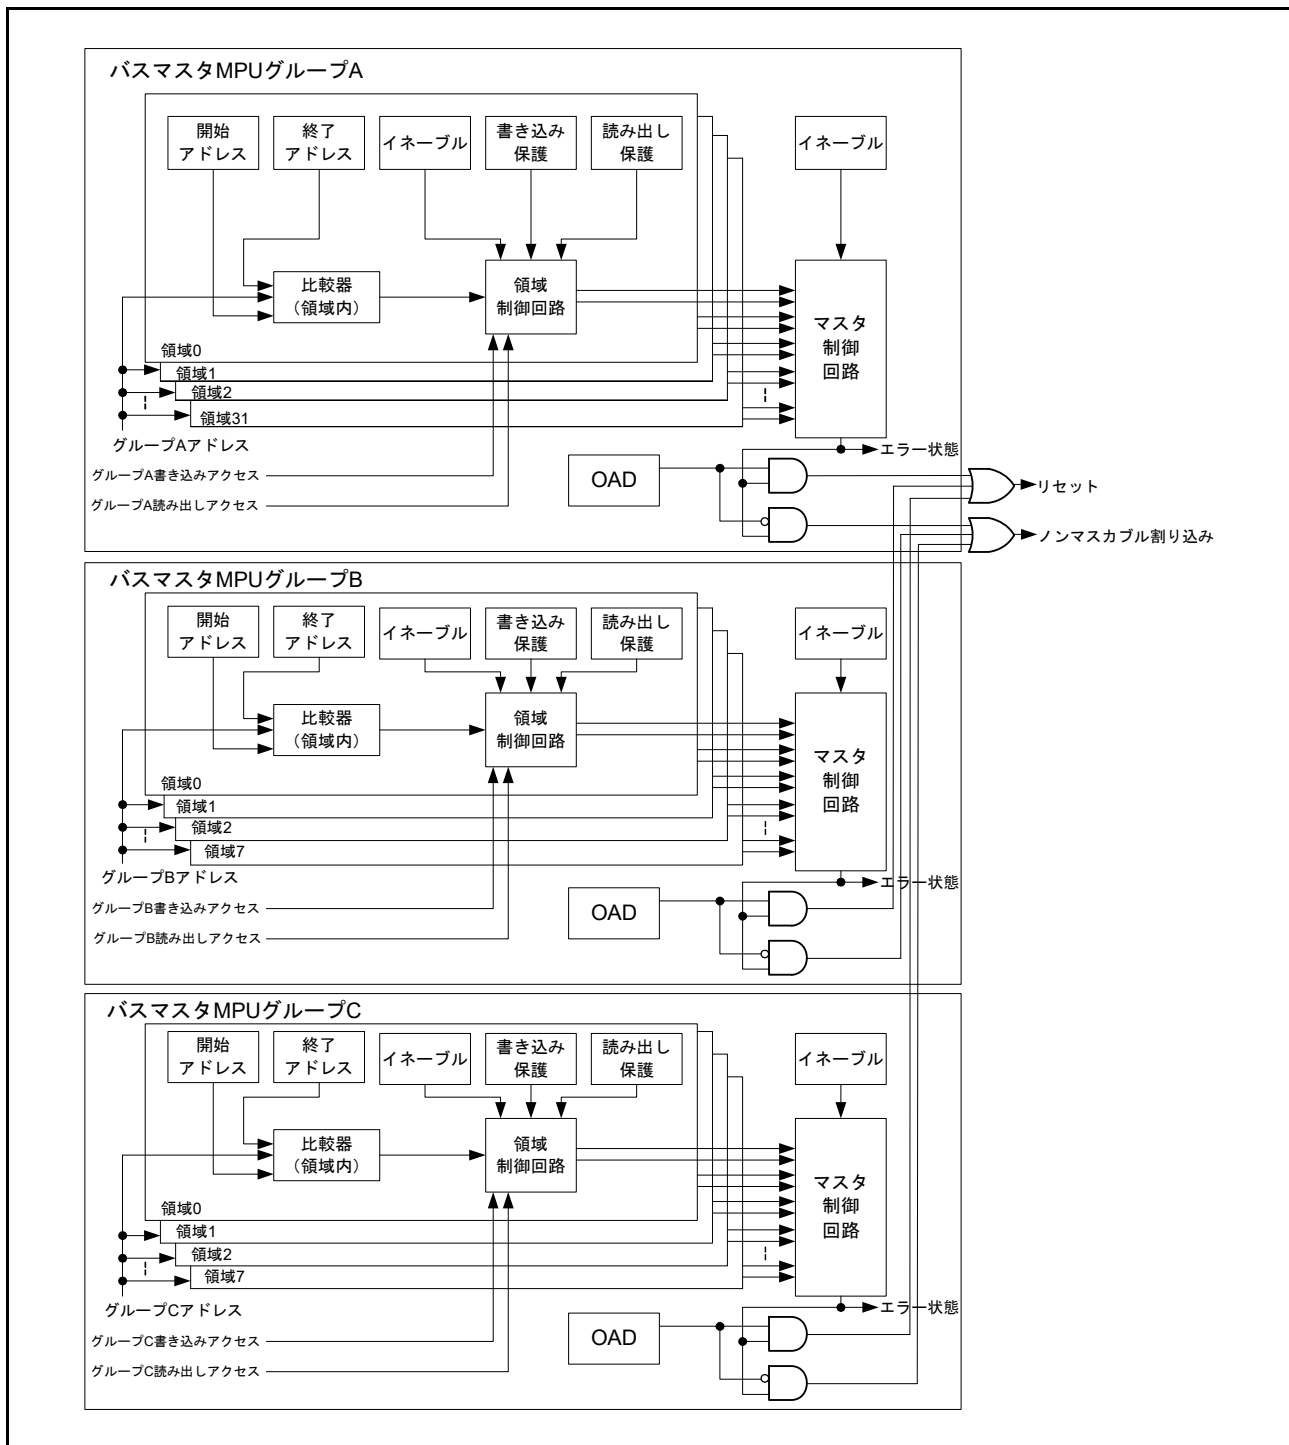 バスマスタMPUグループA
開始
アドレス
終了
アドレス
イネーブル
書き込み
保護
読み出し
保護
イネーブル
比較器
（領域内）
領域
制御回路
マスタ
制御
回路
領域0
領域1
領域2
領域31
グループAアドレス
グループA書き込みアクセス
グループA読み出しアクセス
OAD
エラー状態
リセット
ノンマスカブル割り込み
バスマスタMPUグループB
開始
アドレス
終了
アドレス
イネーブル
書き込み
保護
読み出し
保護
イネーブル
比較器
（領域内）
領域
制御回路
マスタ
制御
回路
領域0
領域1
領域2
領域7
グループBアドレス
グループB書き込みアクセス
グループB読み出しアクセス
OAD
エラー状態
バスマスタMPUグループC
開始
アドレス
終了
アドレス
イネーブル
書き込み
保護
読み出し
保護
イネーブル
比較器
（領域内）
領域
制御回路
マスタ
制御
回路
領域0
領域1
領域2
領域7
グループCアドレス
グループC書き込みアクセス
グループC読み出しアクセス
OAD
エラー状態